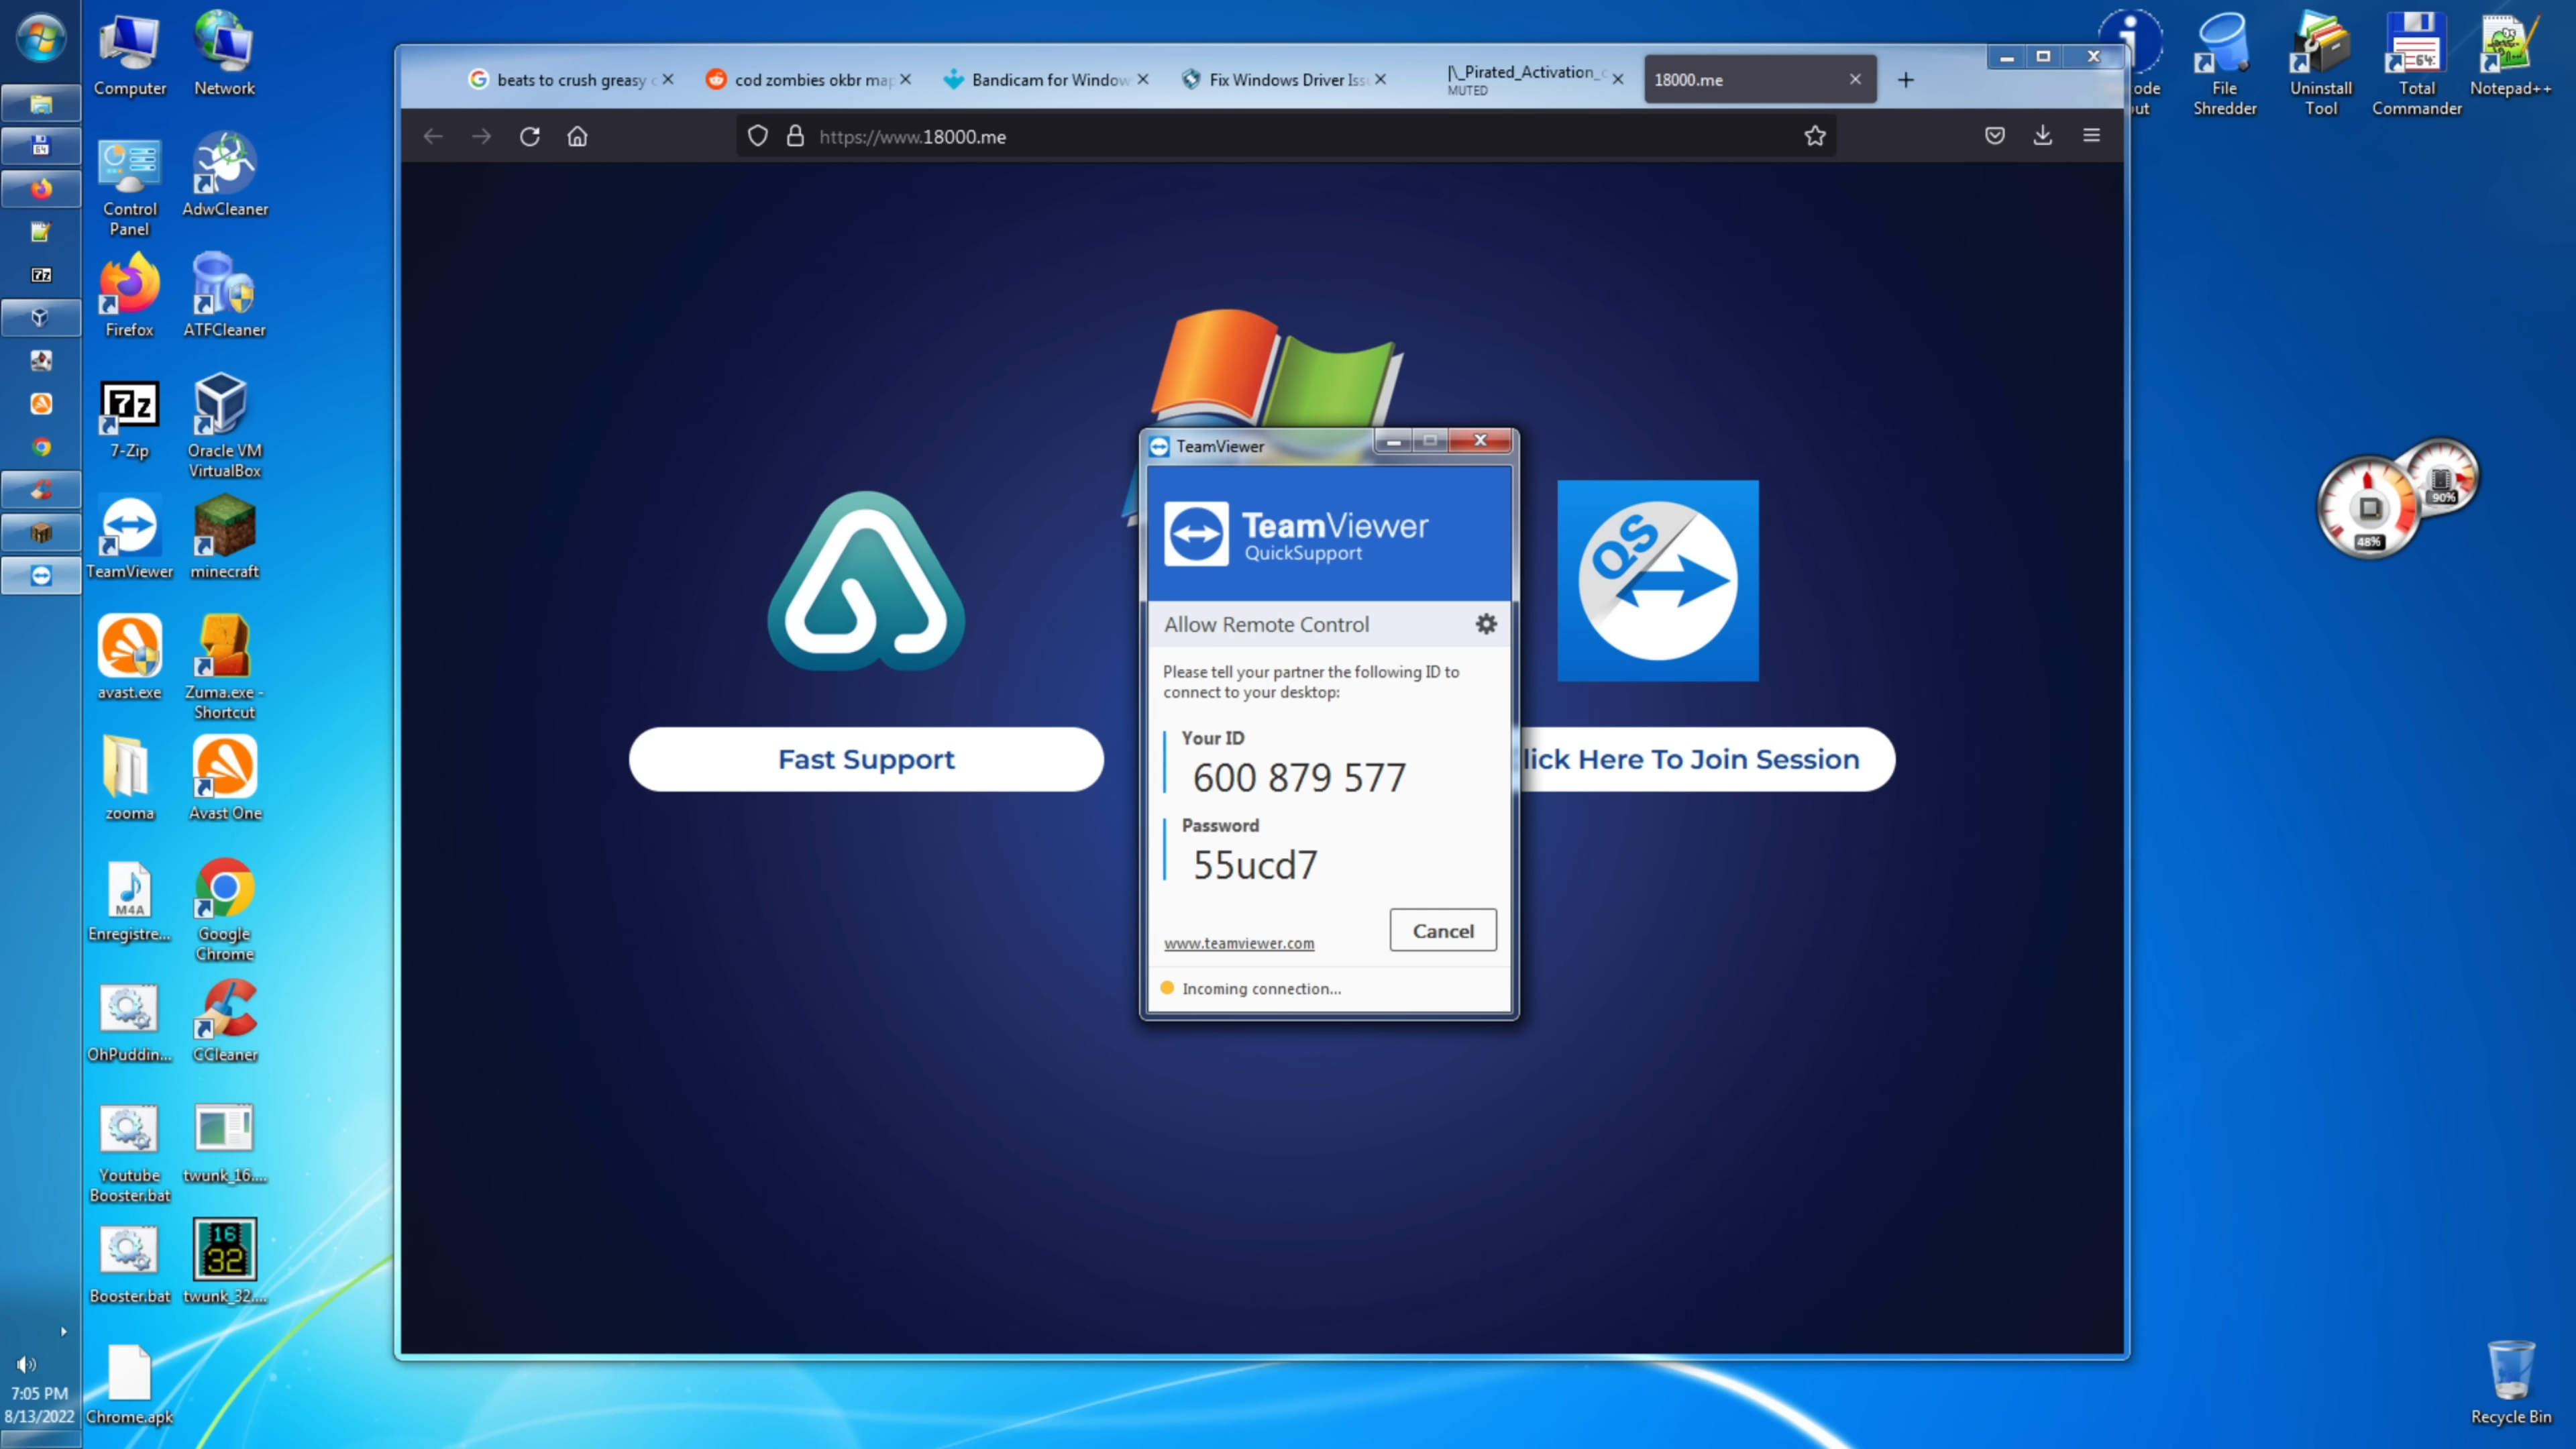 Computer
Network
Control
Panel
AdwCleaner
Firefox
ATFCleaner
7-Zip
Oracle VM
VirtualBox
TeamViewer
minecraft
avast.exe
Zuma.exe -
Shortcut
zooma
Avast One
M4A
Enregistre...
Google
Chrome
OhPuddin...
CCleaner
Youtube
Booster.bat
twunk_16....
16
32
Booster.bat
twunk_32....
Chrome.apk
7:05 PM
8/13/2022
beats to crush greasy
cod zombies okbr map
Bandicam for Window
Fix Windows Driver Iss
|\_Pirated_Activation_
MUTED
18000.me
https://www.18000.me
Fast Support
QS
lick Here To Join Session
TeamViewer
TeamViewer
QuickSupport
Allow Remote Control
Please tell your partner the following ID to
connect to your desktop:
Your ID
600 879 577
Password
55ucd7
Cancel
www.teamviewer.com
Incoming connection...
ode
ut
File
Shredder
Uninstall
Tool
64
Total
Commander
Notepad++
90%
48%
Recycle Bin